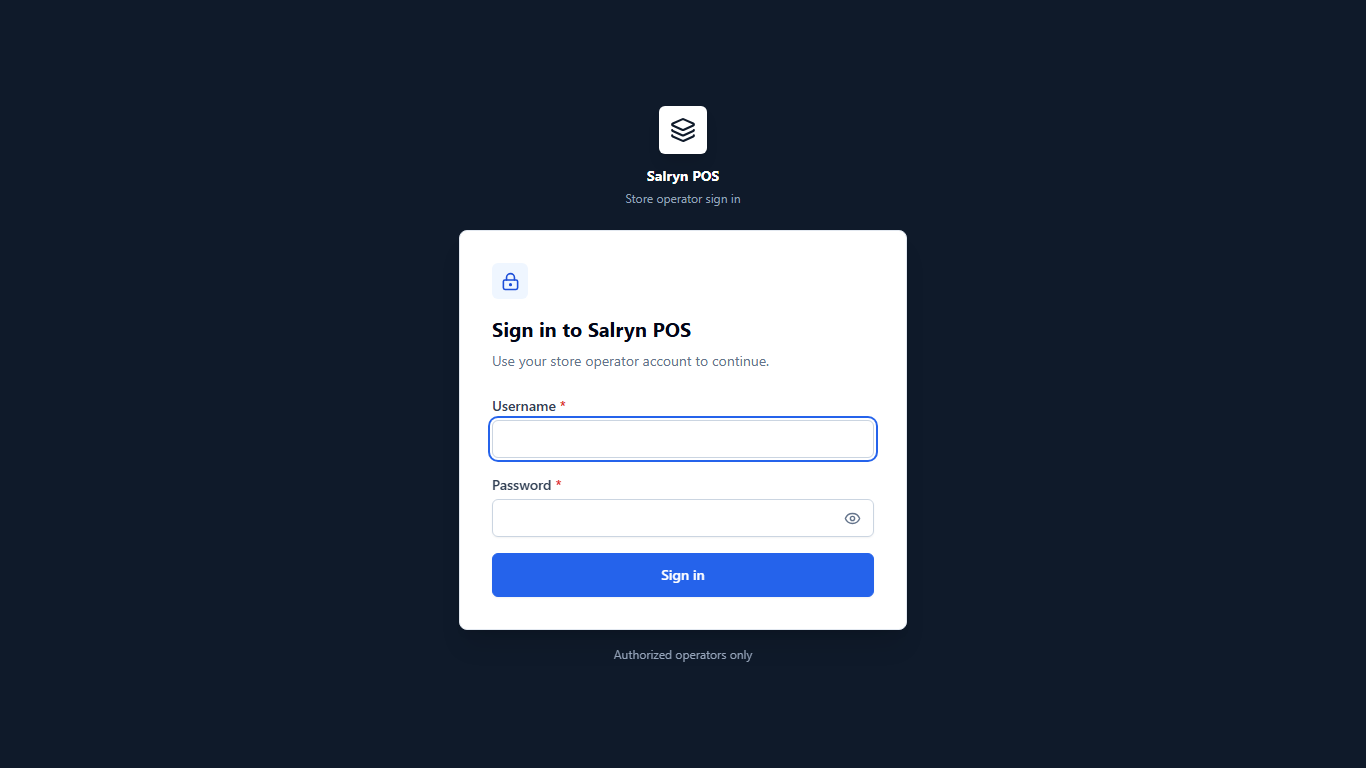 Salryn POS
Store operator sign in
Sign in to Salryn POS
Use your store operator account to continue.
Username *
Password *
Sign in
Authorized operators only